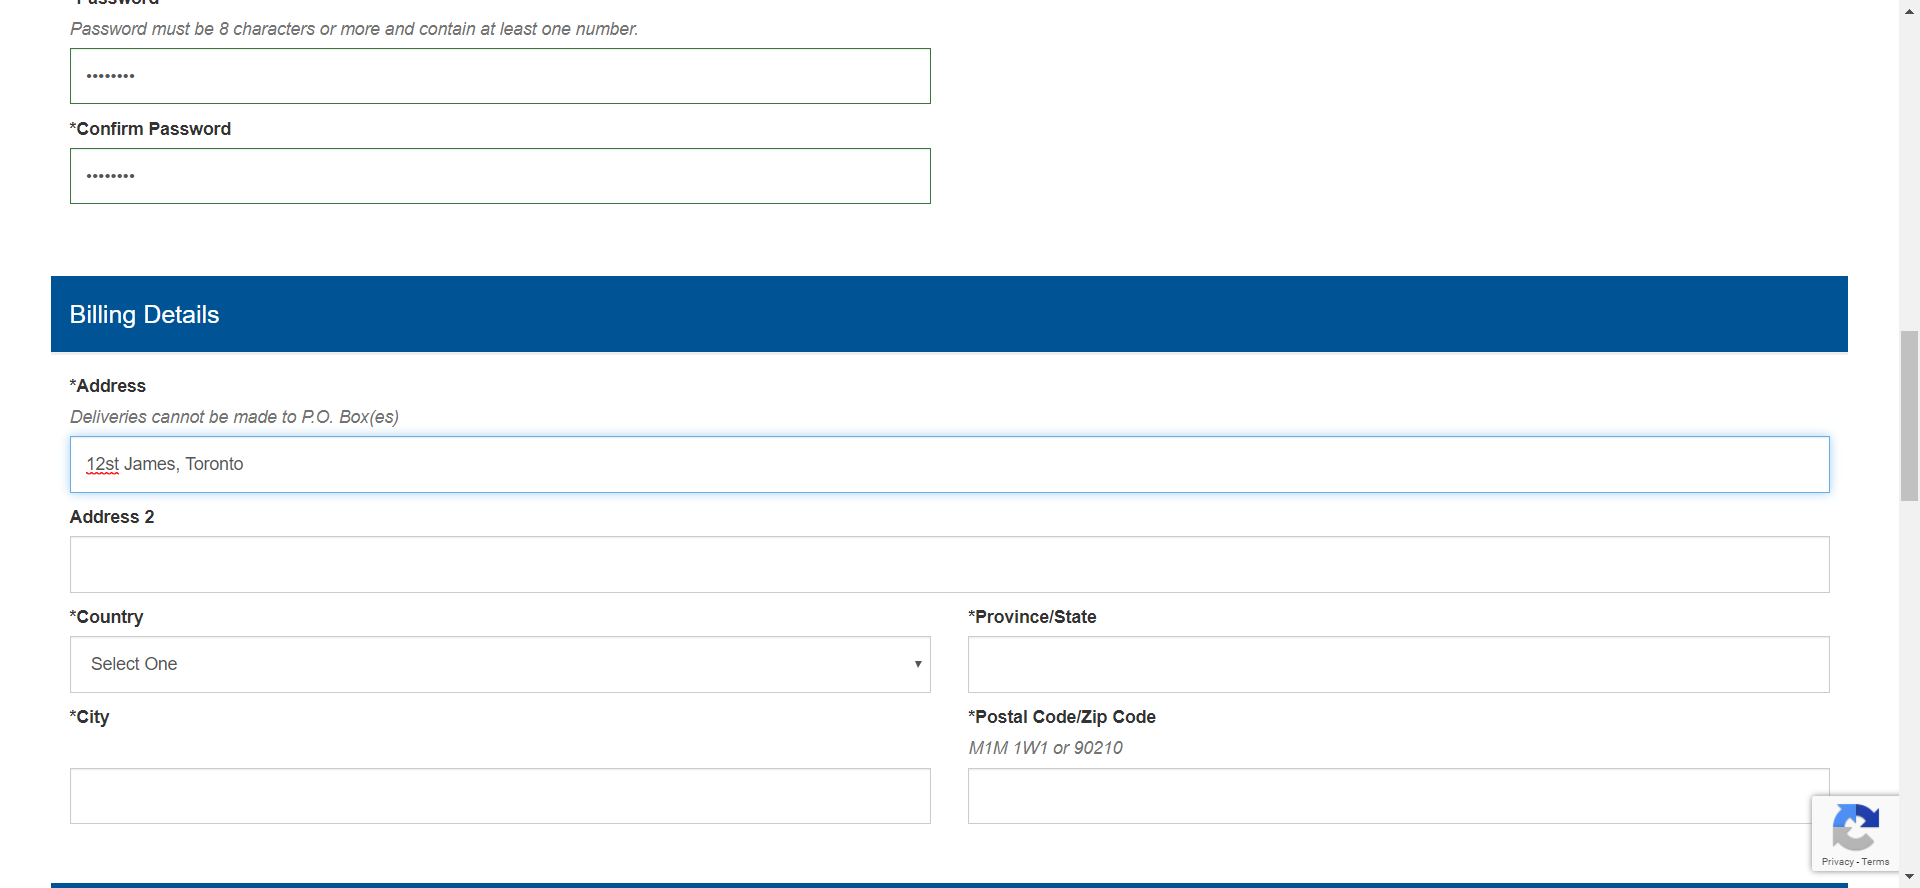 *Password
Password must be 8 characters or more and contain at least one number.
••••••••
*Confirm Password
••••••••
Billing Details
*Address
Deliveries cannot be made to P.O. Box(es)
12st James, Toronto
Address 2
*Country
*Province/State
Select One
*City
*Postal Code/Zip Code
M1M 1W1 or 90210
Privacy - Terms